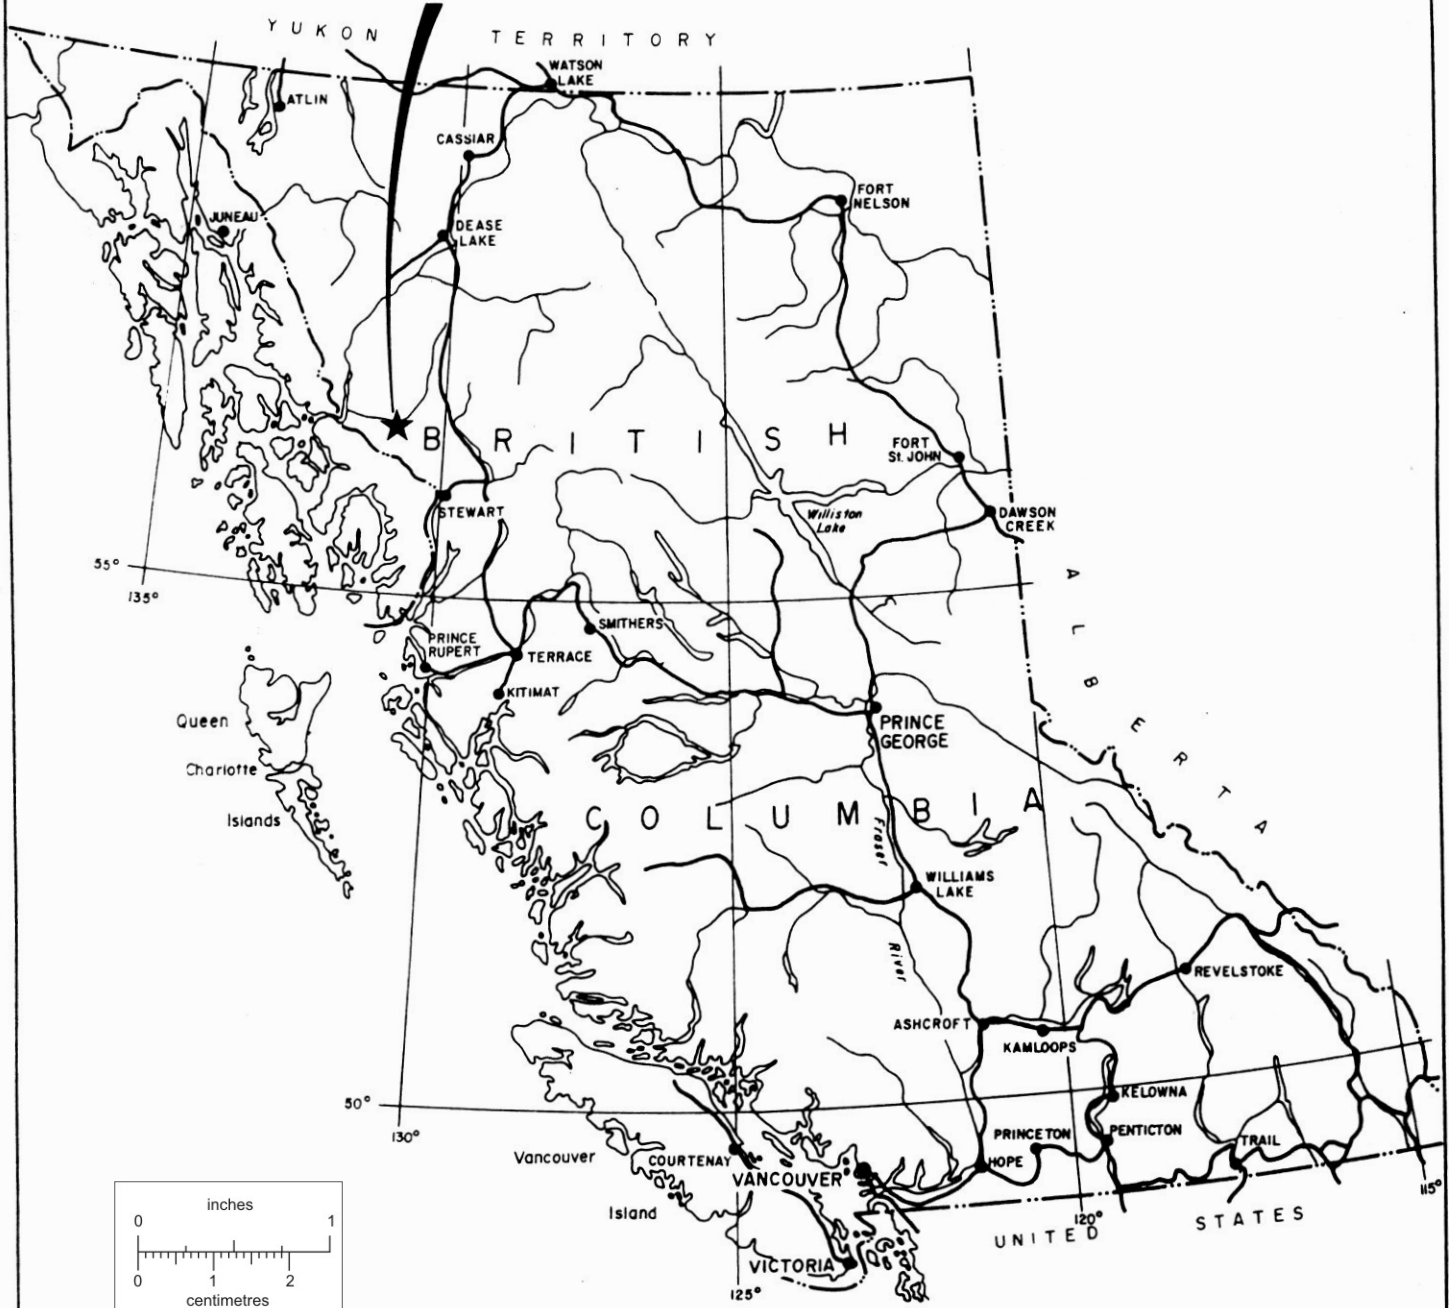 YUKON TERRITORY
WATSON
LAKE
ATLIN
CASSIAR
FORT
NELSON
JUNEAU
DEASE
LAKE
BRITISH
FORT
St. JOHN
STEWART
Williston
Lake
DAWSON
CREEK
55°
135°
ALBERTA
SMITHERS
PRINCE
RUPERT
TERRACE
KITIMAT
Queen
Charlotte
Islands
PRINCE
GEORGE
COLUMBIA
Fraser
River
WILLIAMS
LAKE
REVELSTOKE
ASHCROFT
KAMLOOPS
KELOWNA
50°
130°
PRINCETON
PENTICTON
TRAIL
HOPE
Vancouver
Island
COURTENAY
VANCOUVER
115°
120°
UNITED STATES
VICTORIA
125°
inches
0 1
0 1 2
centimetres